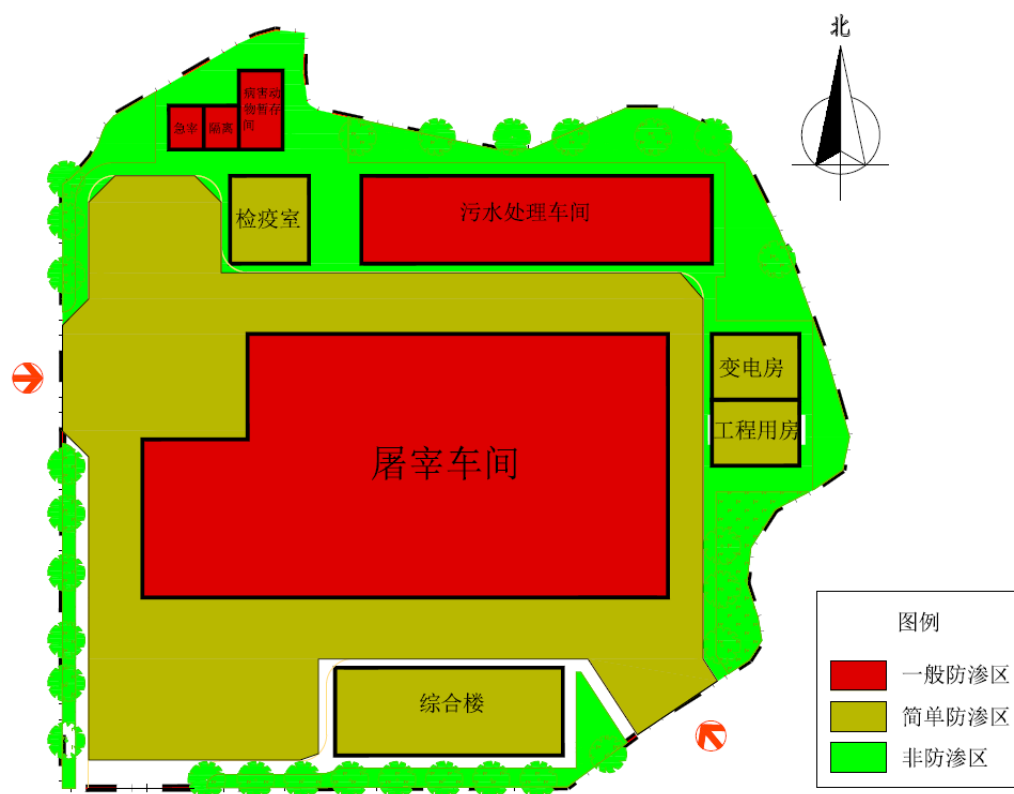 北
病害动
物暂存
间
急宰
隔离
检疫室
污水处理车间
变电房
工程用房
屠宰车间
综合楼
图例
一般防渗区
简单防渗区
非防渗区